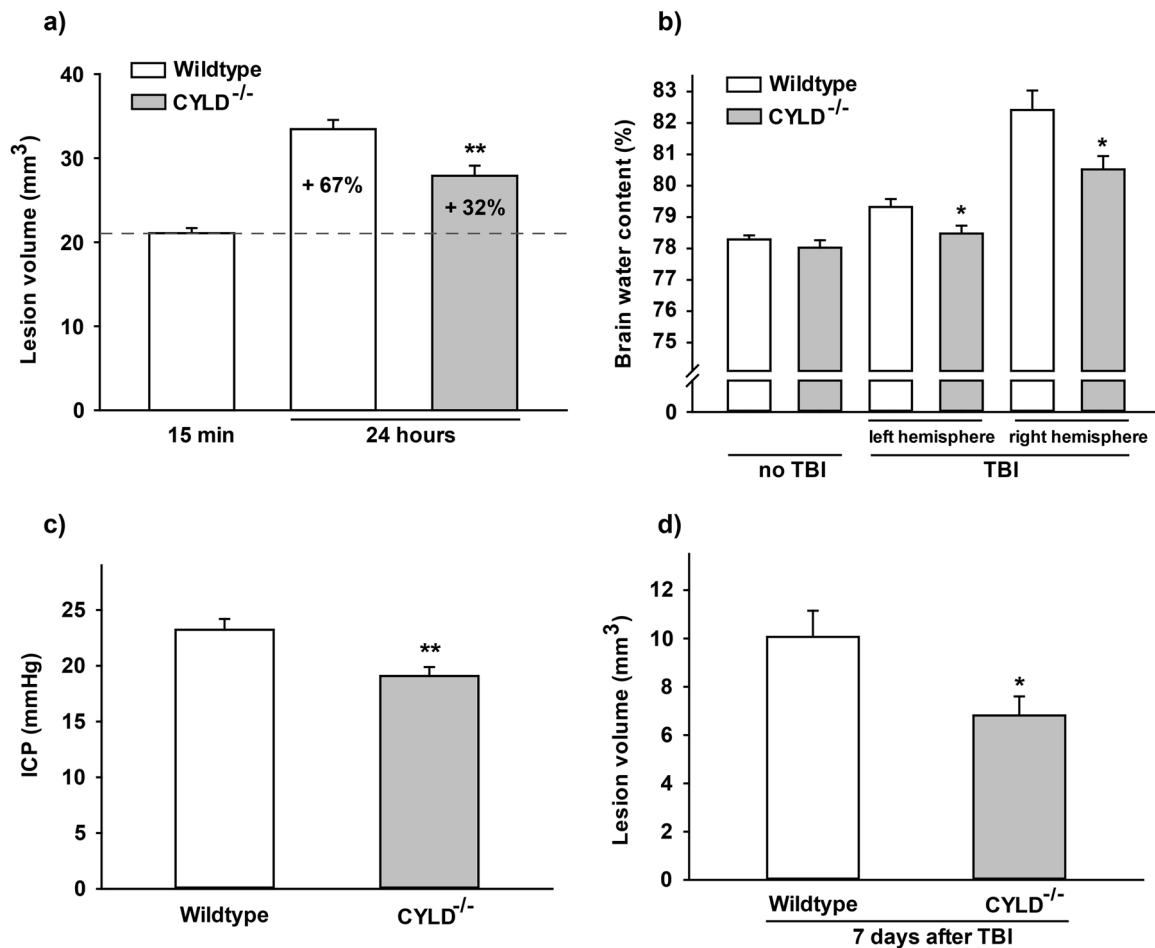 a)
Wildtype
CYLD-/-
Lesion volume (mm3)
40
30
20
10
0
+ 67%
**
+ 32%
15 min
24 hours
b)
Wildtype
CYLD-/-
Brain water content (%)
83
82
81
80
79
78
77
76
75
0
*
*
left hemisphere
right hemisphere
no TBI
TBI
c)
ICP (mmHg)
25
20
15
10
5
0
**
Wildtype
CYLD-/-
d)
Lesion volume (mm3)
12
10
8
6
4
2
0
*
Wildtype
CYLD-/-
7 days after TBI